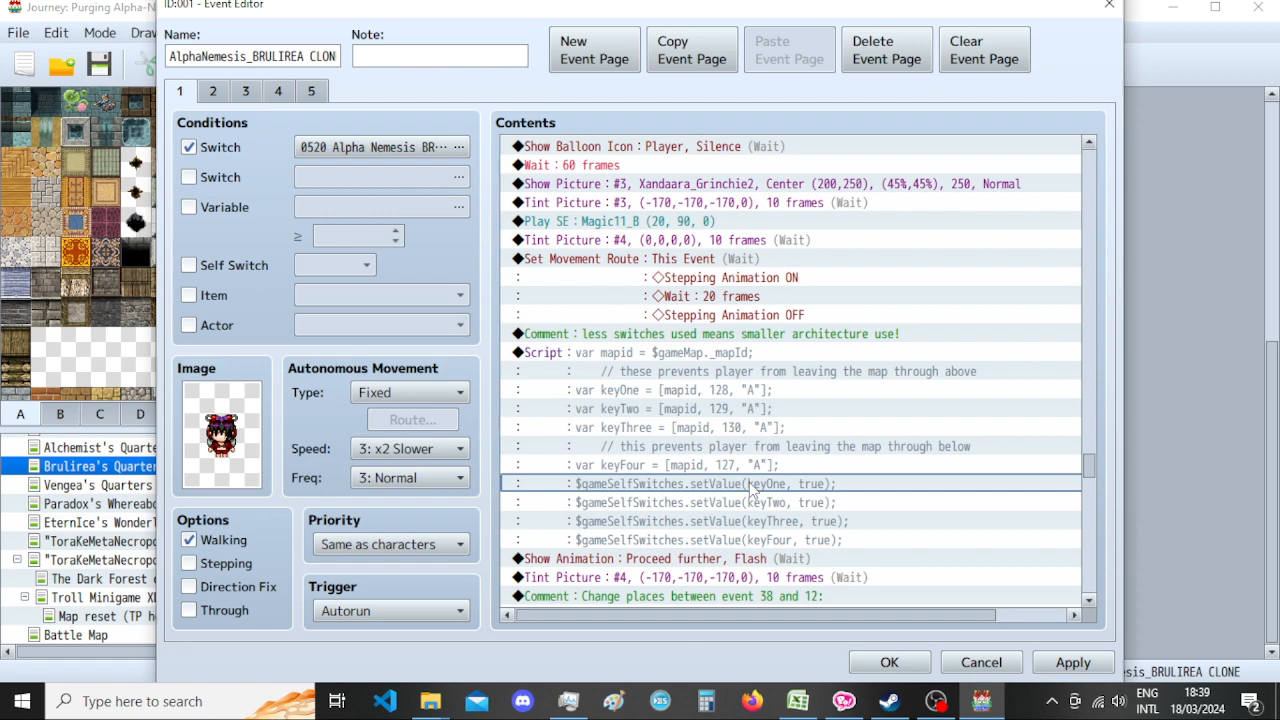 Journey: Purging Alpha-N
ID:001 - Event Editor
File Edit Mode Draw
Name:
Note:
AlphaNemesis_BRULIREA CLON
New Event Page
Copy Event Page
Paste Event Page
Delete Event Page
Clear Event Page
1 2 3 4 5
Conditions
Switch 0520 Alpha Nemesis BR··· ...
Switch ...
Variable ...
≥
Self Switch
Item
Actor
Image
Autonomous Movement
Type: Fixed
Route...
Speed: 3: x2 Slower
Freq: 3: Normal
Options
Walking
Stepping
Direction Fix
Through
Priority
Same as characters
Trigger
Autorun
Contents
◆Show Balloon Icon：Player, Silence (Wait)
◆Wait：60 frames
◆Show Picture：#3, Xandaara_Grinchie2, Center (200,250), (45%,45%), 250, Normal
◆Tint Picture：#3, (-170,-170,-170,0), 10 frames (Wait)
◆Play SE：Magic11_B (20, 90, 0)
◆Tint Picture：#4, (0,0,0,0), 10 frames (Wait)
◆Set Movement Route：This Event (Wait)
：　：◇Stepping Animation ON
：　：◇Wait：20 frames
：　：◇Stepping Animation OFF
◆Comment：less switches used means smaller architecture use!
◆Script：var mapid = $gameMap._mapId;
：　：// these prevents player from leaving the map through above
：　：var keyOne = [mapid, 128, "A"];
：　：var keyTwo = [mapid, 129, "A"];
：　：var keyThree = [mapid, 130, "A"];
：　：// this prevents player from leaving the map through below
：　：var keyFour = [mapid, 127, "A"];
：　：$gameSelfSwitches.setValue(keyOne, true);
：　：$gameSelfSwitches.setValue(keyTwo, true);
：　：$gameSelfSwitches.setValue(keyThree, true);
：　：$gameSelfSwitches.setValue(keyFour, true);
◆Show Animation：Proceed further, Flash (Wait)
◆Tint Picture：#4, (-170,-170,-170,0), 10 frames (Wait)
◆Comment：Change places between event 38 and 12:
OK Cancel Apply
A B C D
Alchemist's Quarte
Brulirea's Quarter
Vengea's Quarters
Paradox's Whereabo
EternIce's Wonderl
"ToraKeMetaNecropo
"ToraKeMetaNecropo
The Dark Forest
Troll Minigame X
Map reset (TP h
Battle Map
esis_BRULIREA CLONE
Type here to search
ENG
INTL
18:39
18/03/2024
2